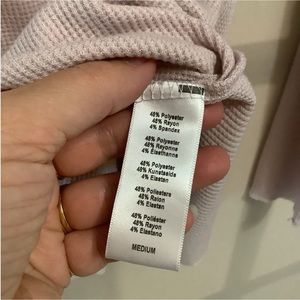 48% Polyester
48% Rayon
4% Spandex
48% Polyester
48% Rayonne
4% Élasthanne
48% Polyester
48% Kunstseide
4% Elastan
48% Poliestere
48% Raion
4% Elastan
48% Poliéster
48% Rayon
4% Elastano
MEDIUM